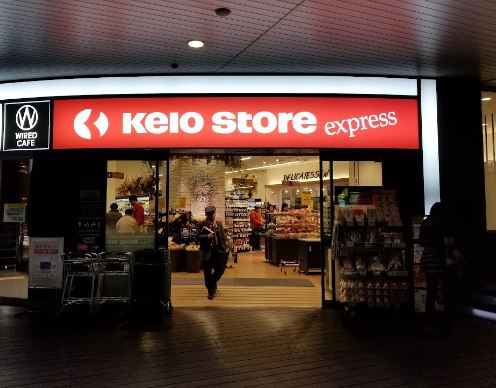 W
WIRED
CAFE
KEIO STORE express
DELICATESSEN